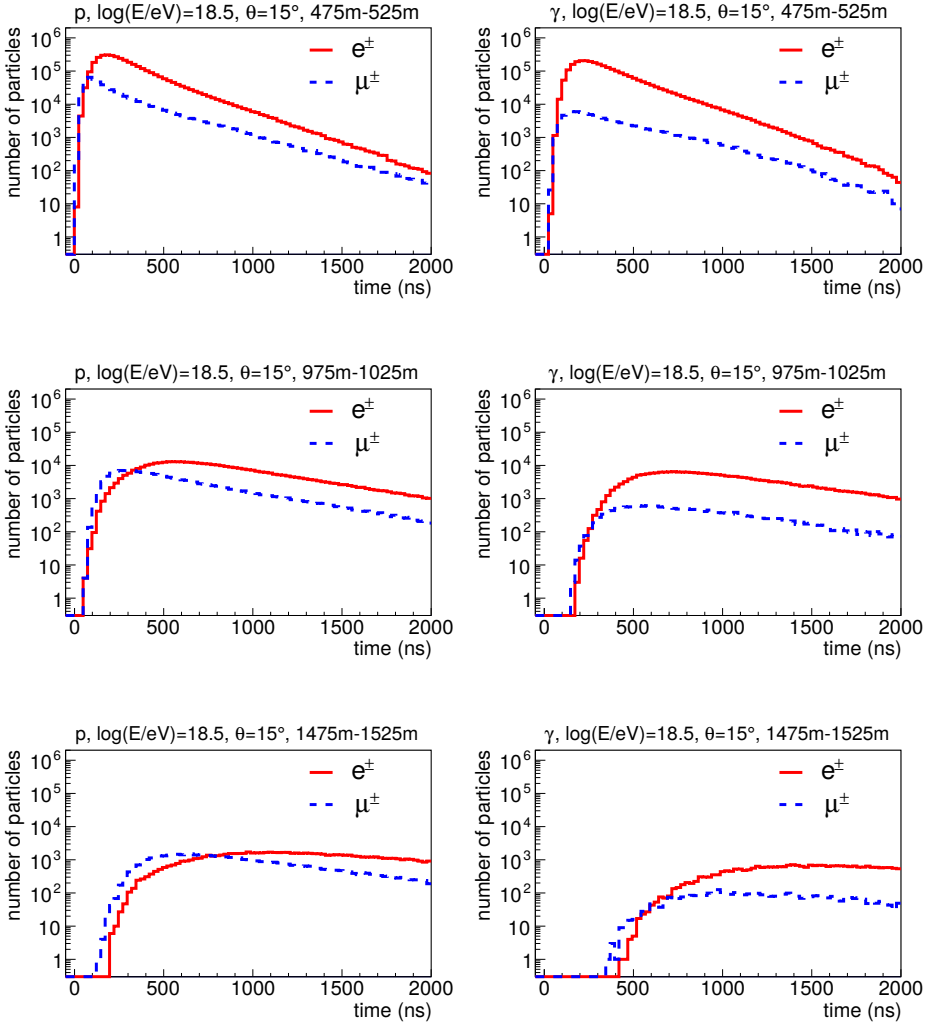 p, log(E/eV)=18.5, θ=15°, 475m-525m
number of particles
10⁶
10⁵
10⁴
10³
10²
10
1
e±
μ±
0 500 1000 1500 2000
time (ns)
γ, log(E/eV)=18.5, θ=15°, 475m-525m
number of particles
10⁶
10⁵
10⁴
10³
10²
10
1
e±
μ±
0 500 1000 1500 2000
time (ns)
p, log(E/eV)=18.5, θ=15°, 975m-1025m
number of particles
10⁶
10⁵
10⁴
10³
10²
10
1
e±
μ±
0 500 1000 1500 2000
time (ns)
γ, log(E/eV)=18.5, θ=15°, 975m-1025m
number of particles
10⁶
10⁵
10⁴
10³
10²
10
1
e±
μ±
0 500 1000 1500 2000
time (ns)
p, log(E/eV)=18.5, θ=15°, 1475m-1525m
number of particles
10⁶
10⁵
10⁴
10³
10²
10
1
e±
μ±
0 500 1000 1500 2000
time (ns)
γ, log(E/eV)=18.5, θ=15°, 1475m-1525m
number of particles
10⁶
10⁵
10⁴
10³
10²
10
1
e±
μ±
0 500 1000 1500 2000
time (ns)